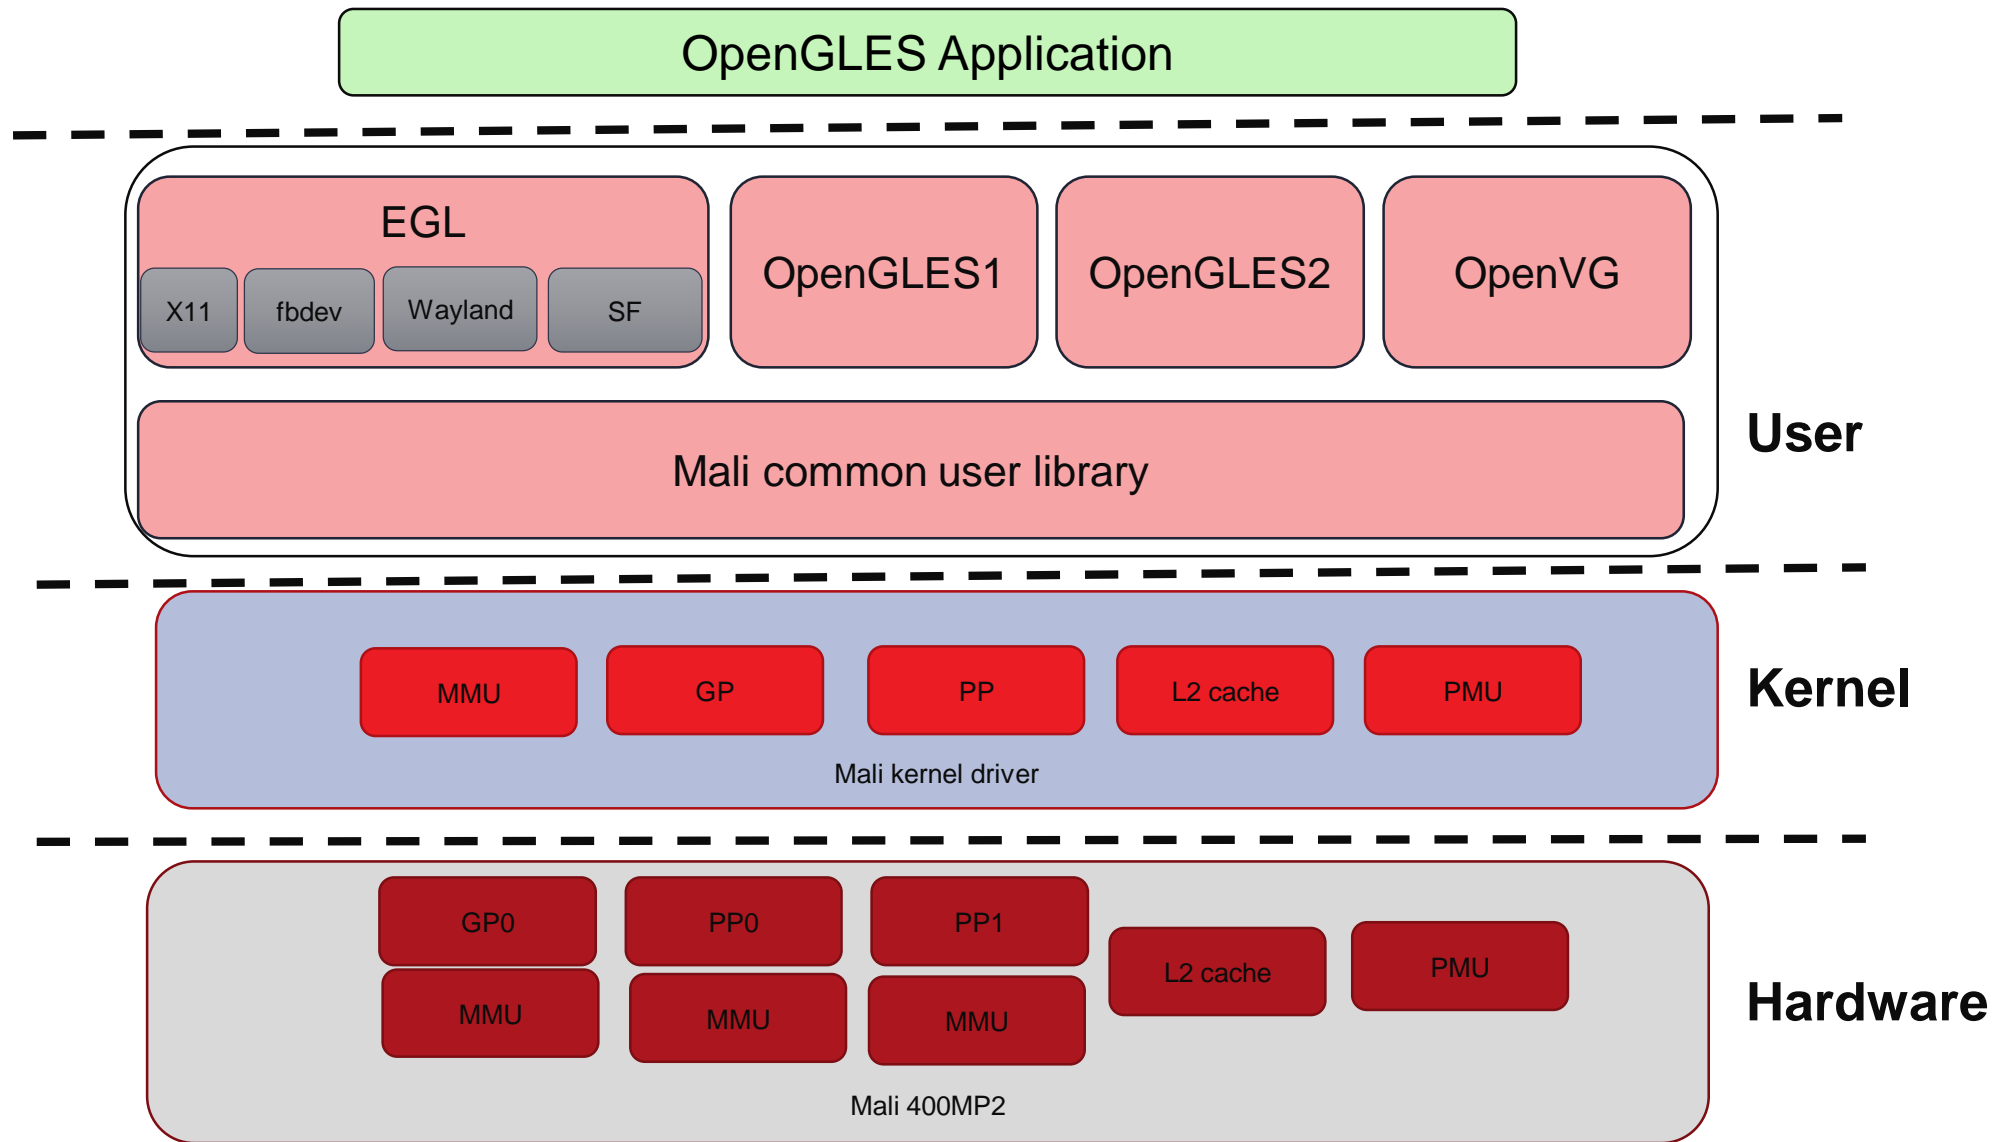 OpenGLES Application
EGL
X11
fbdev
Wayland
SF
OpenGLES1
OpenGLES2
OpenVG
Mali common user library
User
MMU
GP
PP
L2 cache
PMU
Mali kernel driver
Kernel
GP0
PP0
PP1
MMU
MMU
MMU
L2 cache
PMU
Mali 400MP2
Hardware